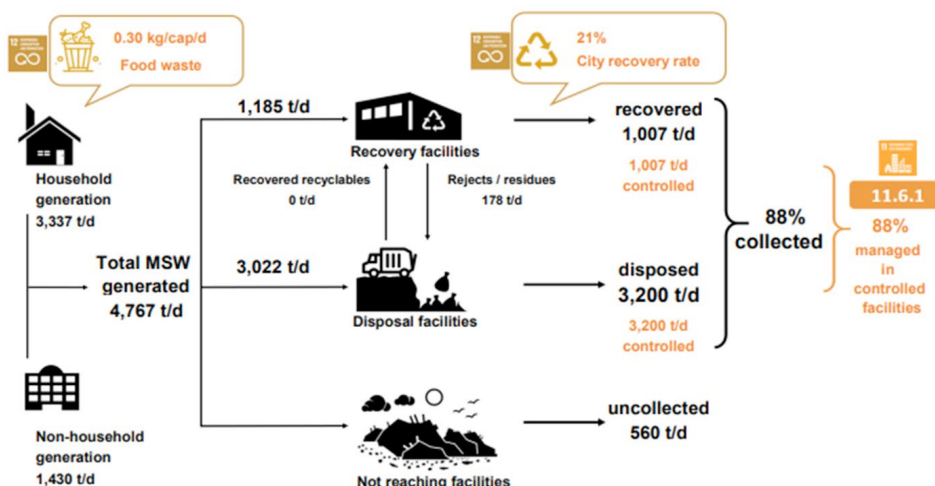 0.30 kg/cap/d
Food waste
21%
City recovery rate
12
12
1,185 t/d
Recovery facilities
recovered
1,007 t/d
1,007 t/d
controlled
Household
generation
3,337 t/d
Recovered recyclables
0 t/d
Rejects / residues
178 t/d
Total MSW
generated
4,767 t/d
3,022 t/d
Disposal facilities
disposed
3,200 t/d
3,200 t/d
controlled
88%
collected
11
11.6.1
88%
managed
in
controlled
facilities
Non-household
generation
1,430 t/d
Not reaching facilities
uncollected
560 t/d